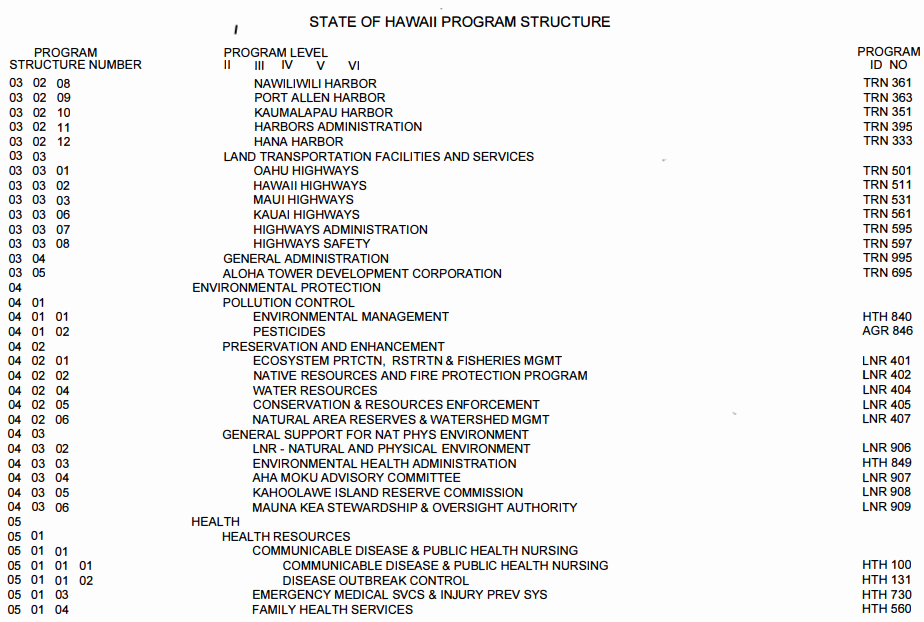 STATE OF HAWAII PROGRAM STRUCTURE
PROGRAM PROGRAM LEVEL PROGRAM
STRUCTURE NUMBER II III IV V VI ID NO
03 02 08 NAWILIWILI HARBOR TRN 361
03 02 09 PORT ALLEN HARBOR TRN 363
03 02 10 KAUMALAPAU HARBOR TRN 351
03 02 11 HARBORS ADMINISTRATION TRN 395
03 02 12 HANA HARBOR TRN 333
03 03 LAND TRANSPORTATION FACILITIES AND SERVICES
03 03 01 OAHU HIGHWAYS TRN 501
03 03 02 HAWAII HIGHWAYS TRN 511
03 03 03 MAUI HIGHWAYS TRN 531
03 03 06 KAUAI HIGHWAYS TRN 561
03 03 07 HIGHWAYS ADMINISTRATION TRN 595
03 03 08 HIGHWAYS SAFETY TRN 597
03 04 GENERAL ADMINISTRATION TRN 995
03 05 ALOHA TOWER DEVELOPMENT CORPORATION TRN 695
04 ENVIRONMENTAL PROTECTION
04 01 POLLUTION CONTROL
04 01 01 ENVIRONMENTAL MANAGEMENT HTH 840
04 01 02 PESTICIDES AGR 846
04 02 PRESERVATION AND ENHANCEMENT
04 02 01 ECOSYSTEM PRTCTN, RSTRTN & FISHERIES MGMT LNR 401
04 02 02 NATIVE RESOURCES AND FIRE PROTECTION PROGRAM LNR 402
04 02 04 WATER RESOURCES LNR 404
04 02 05 CONSERVATION & RESOURCES ENFORCEMENT LNR 405
04 02 06 NATURAL AREA RESERVES & WATERSHED MGMT LNR 407
04 03 GENERAL SUPPORT FOR NAT PHYS ENVIRONMENT
04 03 02 LNR - NATURAL AND PHYSICAL ENVIRONMENT LNR 906
04 03 03 ENVIRONMENTAL HEALTH ADMINISTRATION HTH 849
04 03 04 AHA MOKU ADVISORY COMMITTEE LNR 907
04 03 05 KAHOOLAWE ISLAND RESERVE COMMISSION LNR 908
04 03 06 MAUNA KEA STEWARDSHIP & OVERSIGHT AUTHORITY LNR 909
05 HEALTH
05 01 HEALTH RESOURCES
05 01 01 COMMUNICABLE DISEASE & PUBLIC HEALTH NURSING
05 01 01 01 COMMUNICABLE DISEASE & PUBLIC HEALTH NURSING HTH 100
05 01 01 02 DISEASE OUTBREAK CONTROL HTH 131
05 01 03 EMERGENCY MEDICAL SVCS & INJURY PREV SYS HTH 730
05 01 04 FAMILY HEALTH SERVICES HTH 560